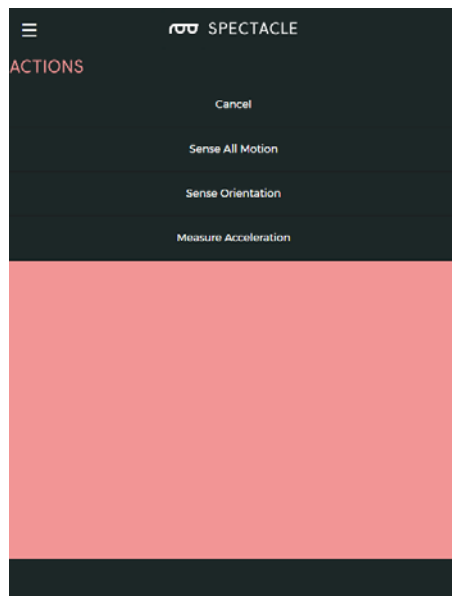 SPECTACLE
ACTIONS
Cancel
Sense All Motion
Sense Orientation
Measure Acceleration